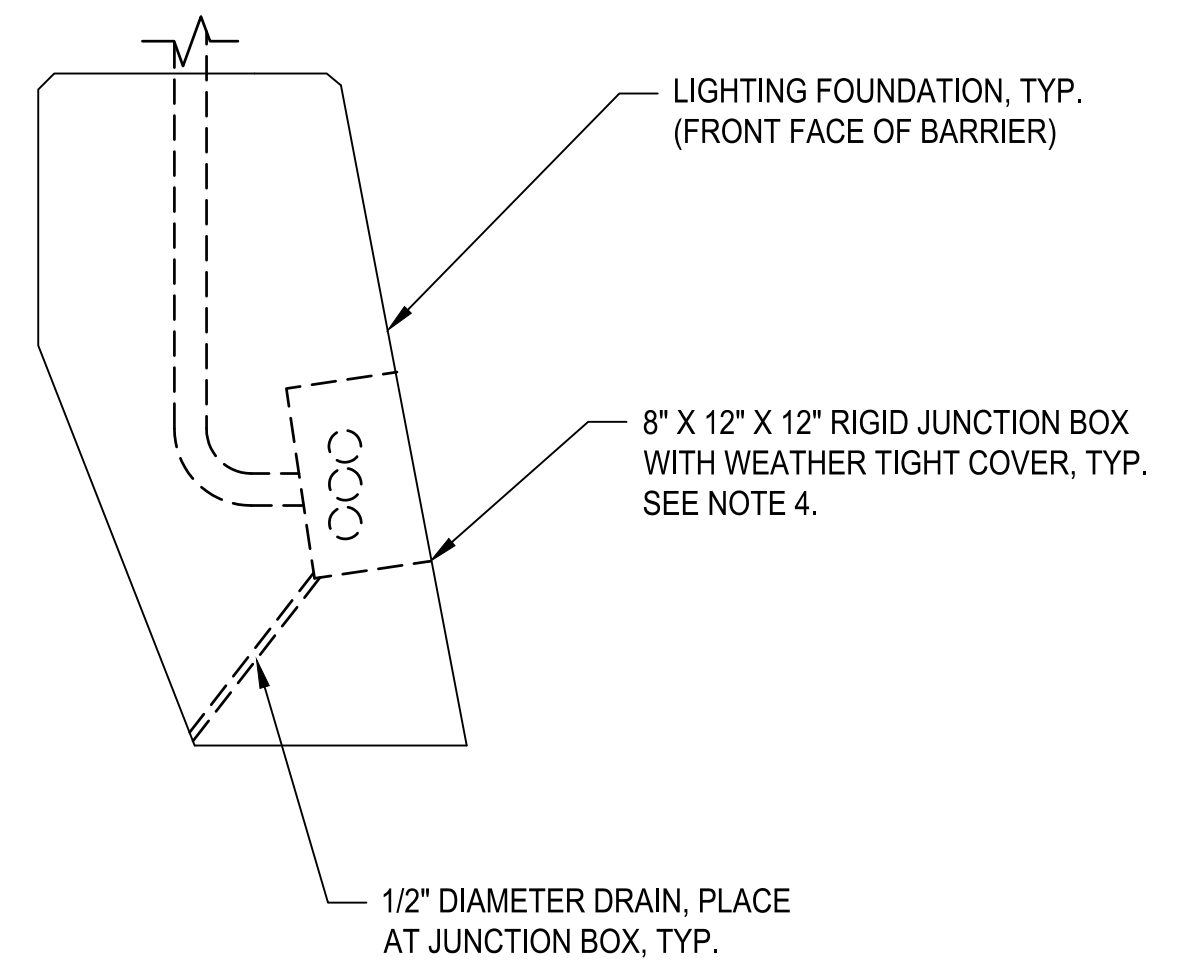 LIGHTING FOUNDATION, TYP.
(FRONT FACE OF BARRIER)
8" X 12" X 12" RIGID JUNCTION BOX
WITH WEATHER TIGHT COVER, TYP.
SEE NOTE 4.
1/2" DIAMETER DRAIN, PLACE
AT JUNCTION BOX, TYP.